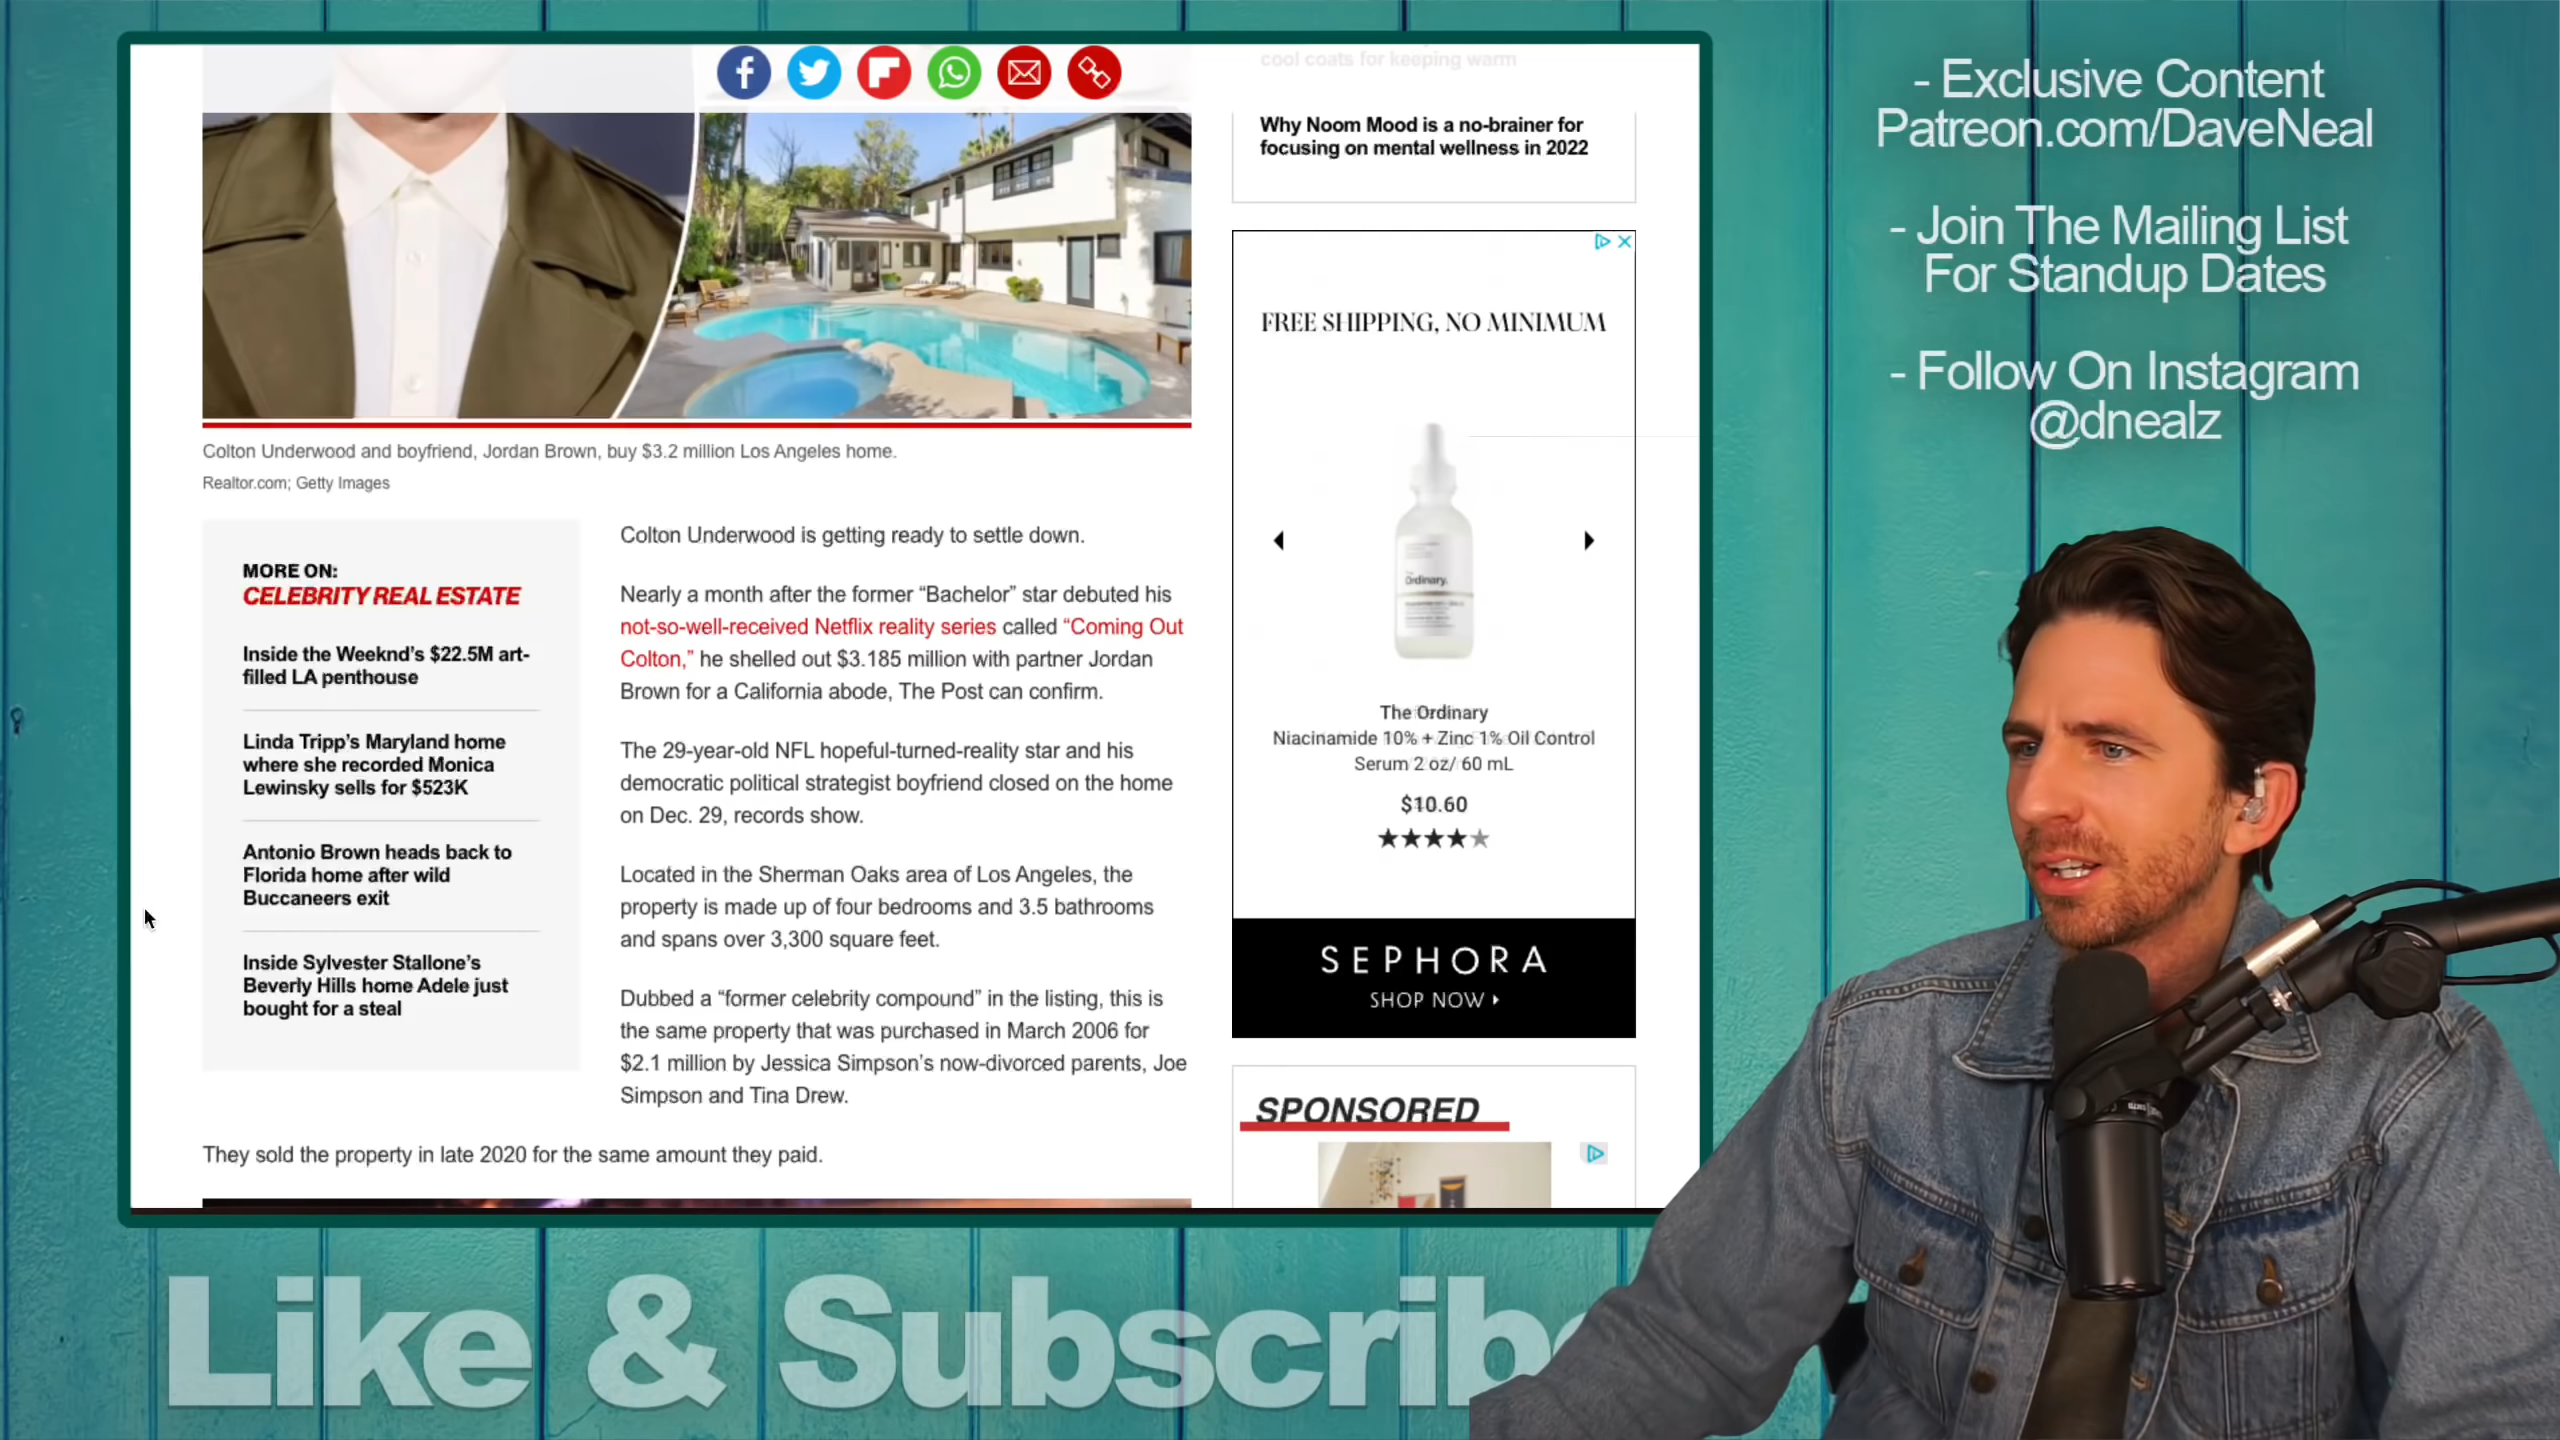 cool coats for keeping warm
Why Noom Mood is a no-brainer for
focusing on mental wellness in 2022
FREE SHIPPING, NO MINIMUM
The
Ordinary.
The Ordinary
Niacinamide 10% + Zinc 1% Oil Control
Serum 2 oz/ 60 mL
$10.60
SEPHORA
SHOP NOW
SPONSORED
Colton Underwood and boyfriend, Jordan Brown, buy $3.2 million Los Angeles home.
Realtor.com; Getty Images
MORE ON:
CELEBRITY REAL ESTATE
Inside the Weeknd’s $22.5M art-
filled LA penthouse
Linda Tripp’s Maryland home
where she recorded Monica
Lewinsky sells for $523K
Antonio Brown heads back to
Florida home after wild
Buccaneers exit
Inside Sylvester Stallone’s
Beverly Hills home Adele just
bought for a steal
Colton Underwood is getting ready to settle down.
Nearly a month after the former “Bachelor” star debuted his
not-so-well-received Netflix reality series called “Coming Out
Colton,” he shelled out $3.185 million with partner Jordan
Brown for a California abode, The Post can confirm.
The 29-year-old NFL hopeful-turned-reality star and his
democratic political strategist boyfriend closed on the home
on Dec. 29, records show.
Located in the Sherman Oaks area of Los Angeles, the
property is made up of four bedrooms and 3.5 bathrooms
and spans over 3,300 square feet.
Dubbed a “former celebrity compound” in the listing, this is
the same property that was purchased in March 2006 for
$2.1 million by Jessica Simpson’s now-divorced parents, Joe
Simpson and Tina Drew.
They sold the property in late 2020 for the same amount they paid.
- Exclusive Content
Patreon.com/DaveNeal
- Join The Mailing List
For Standup Dates
- Follow On Instagram
@dnealz
Like & Subscribe